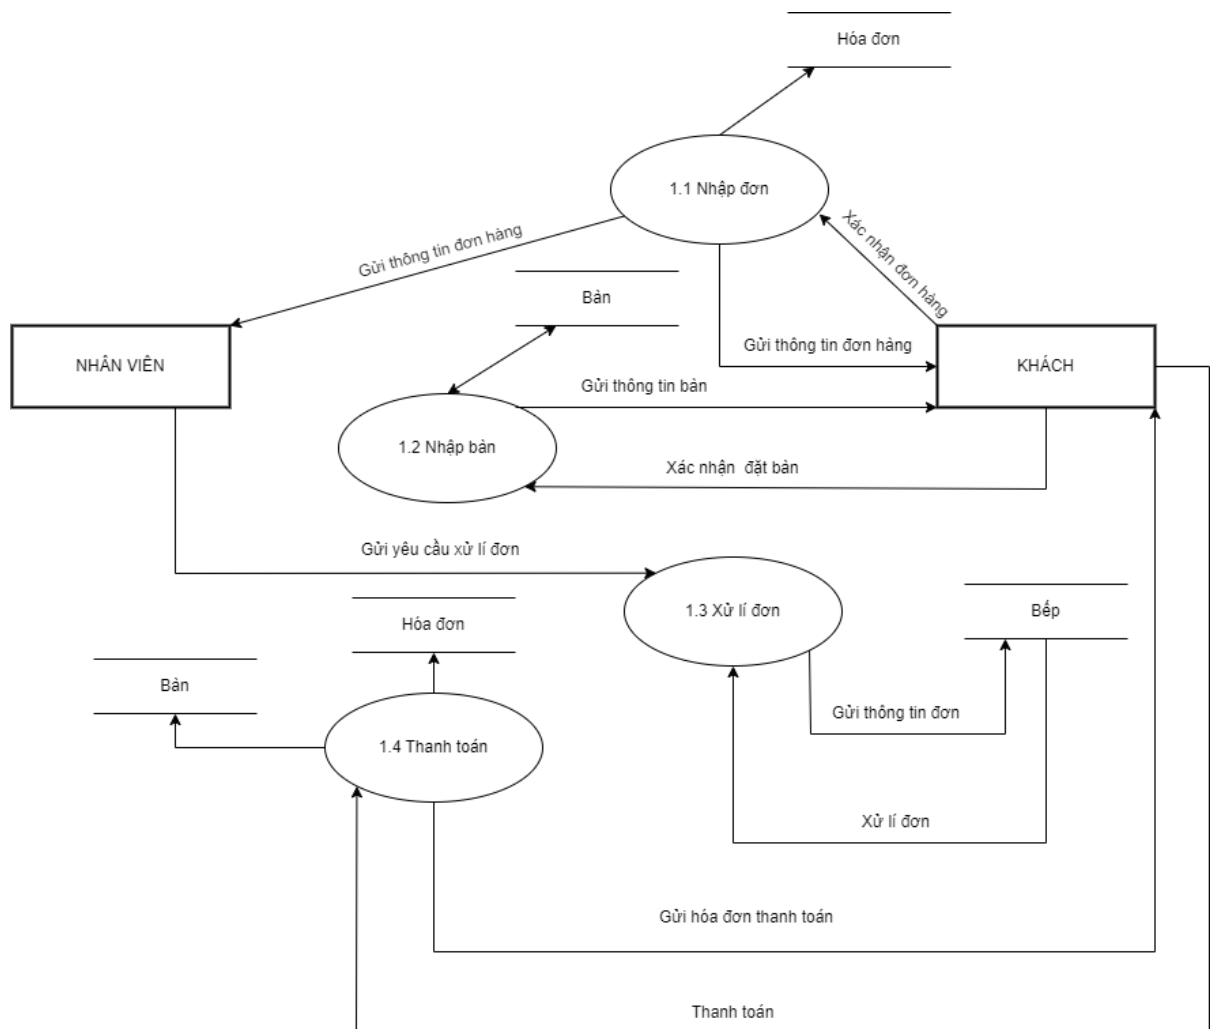 Hóa đơn
1.1 Nhập đơn
Xác nhận đơn hàng
Gửi thông tin đơn hàng
Bàn
NHÂN VIÊN
Gửi thông tin đơn hàng
KHÁCH
Gửi thông tin bàn
1.2 Nhập bàn
Xác nhận đặt bàn
Gửi yêu cầu xử lí đơn
1.3 Xử lí đơn
Bếp
Hóa đơn
Bàn
Gửi thông tin đơn
1.4 Thanh toán
Xử lí đơn
Gửi hóa đơn thanh toán
Thanh toán